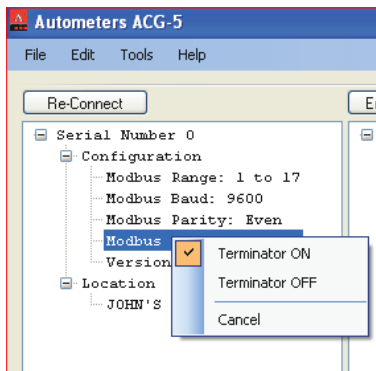 Autometers ACG-5
File Edit Tools Help
Re-Connect
Serial Number 0
Configuration
Modbus Range: 1 to 17
Modbus Baud: 9600
Modbus Parity: Even
Modbus
Version
Location
JOHN'S
Terminator ON
Terminator OFF
Cancel